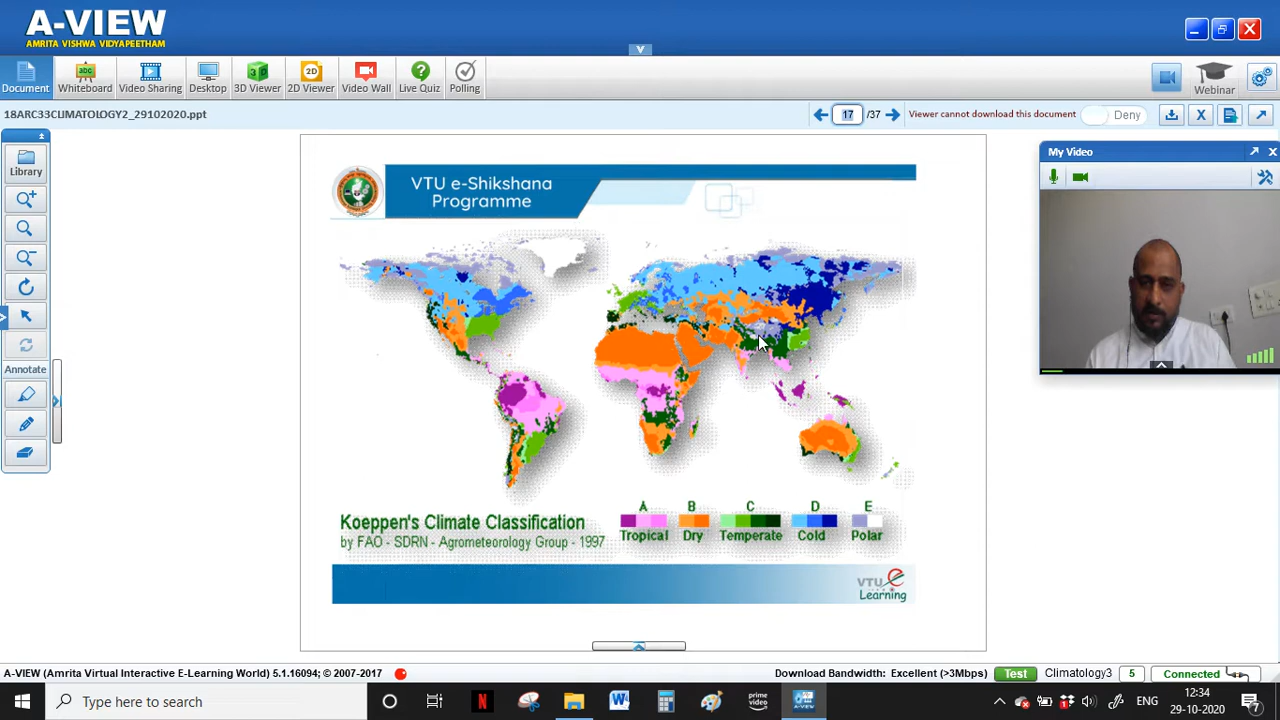 A-VIEW
AMRITA VISHWA VIDYAPEETHAM
Document
Whiteboard
Video Sharing
Desktop
3D Viewer
2D Viewer
Video Wall
Live Quiz
Polling
Webinar
18ARC33CLIMATOLOGY2_29102020.ppt
17 /37
Viewer cannot download this document
Deny
Library
Annotate
My Video
VTU e-Shikshana
Programme
Koeppen's Climate Classification
by FAO - SDRN - Agrometeorology Group - 1997
A B C D E
Tropical Dry Temperate Cold Polar
VTU e
Learning
A-VIEW (Amrita Virtual Interactive E-Learning World) 5.1.16094; © 2007-2017
Download Bandwidth: Excellent (>3Mbps)
Test
Climatology3
5
Connected
Type here to search
prime
video
ENG
12:34
29-10-2020
7